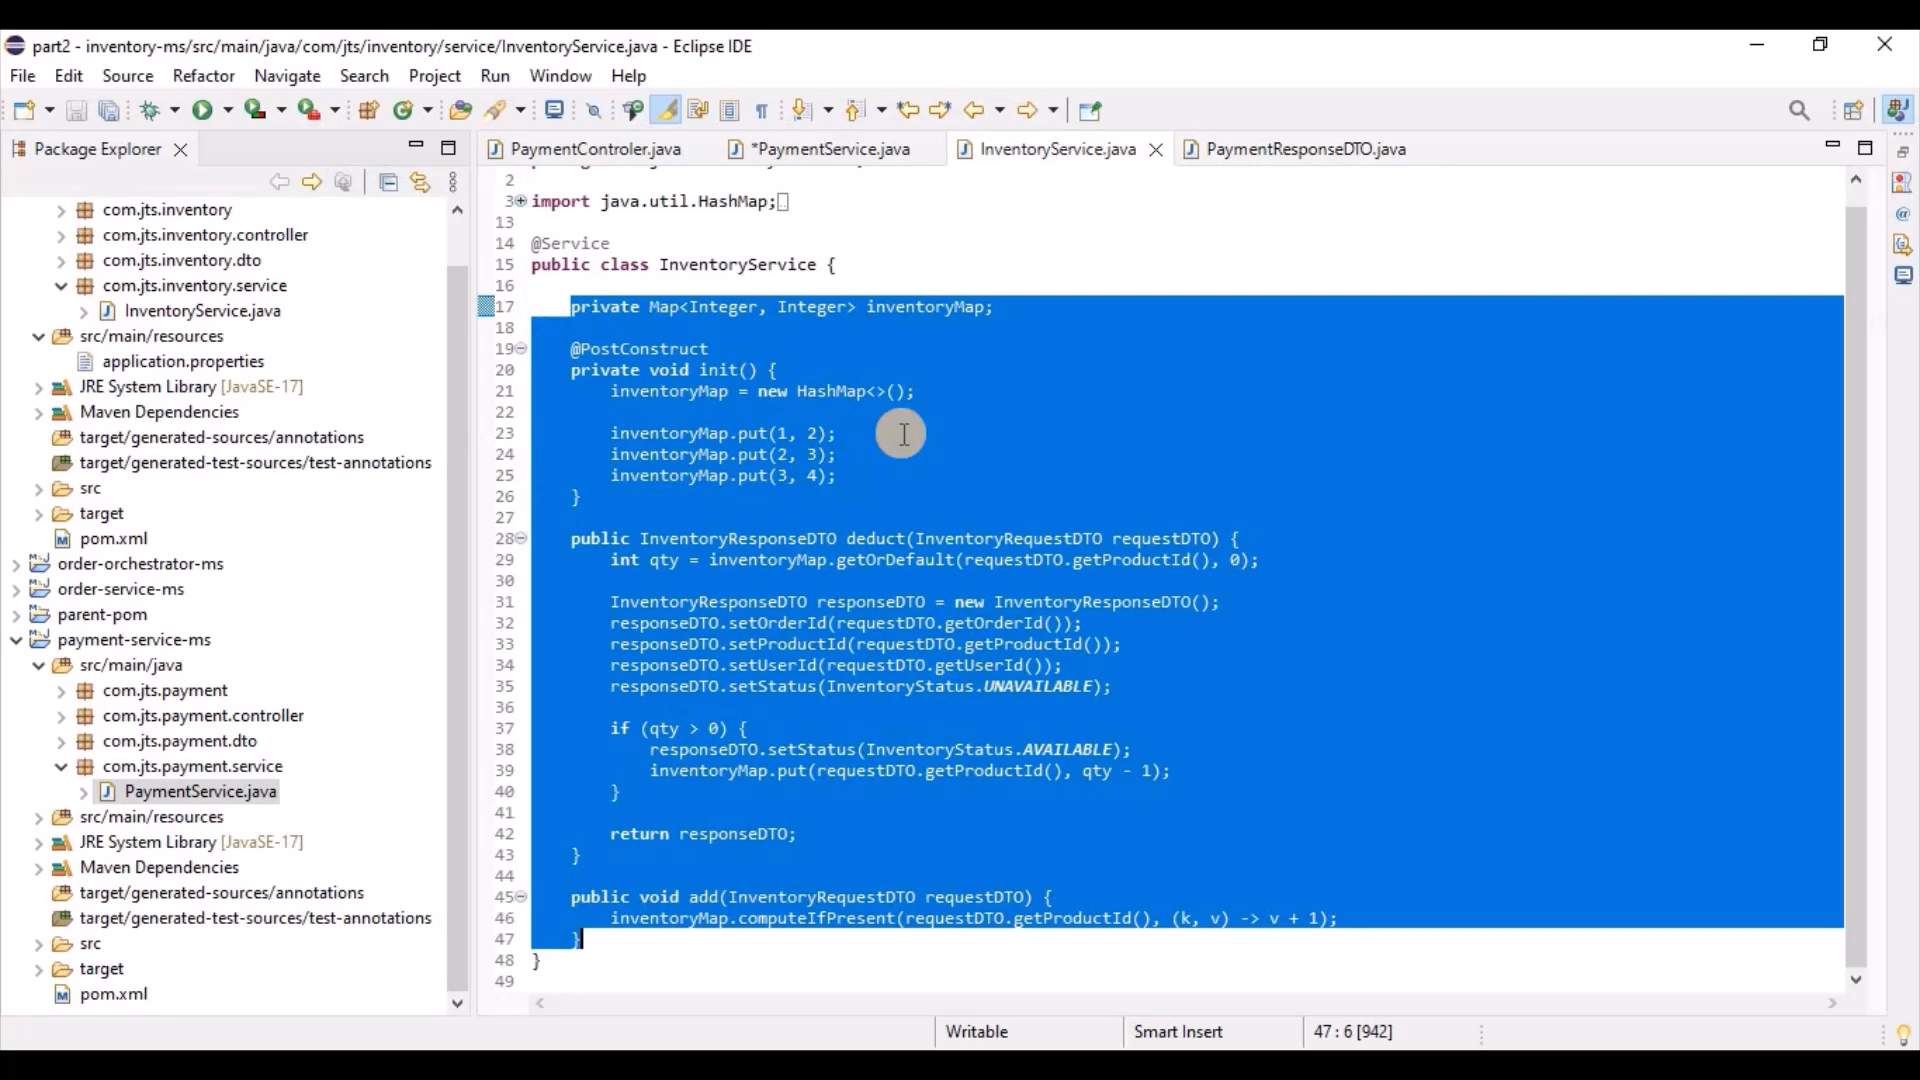 part2 - inventory-ms/src/main/java/com/jts/inventory/service/InventoryService.java - Eclipse IDE
File Edit Source Refactor Navigate Search Project Run Window Help
Package Explorer
com.jts.inventory
com.jts.inventory.controller
com.jts.inventory.dto
com.jts.inventory.service
InventoryService.java
src/main/resources
application.properties
JRE System Library [JavaSE-17]
Maven Dependencies
target/generated-sources/annotations
target/generated-test-sources/test-annotations
src
target
pom.xml
order-orchestrator-ms
order-service-ms
parent-pom
payment-service-ms
src/main/java
com.jts.payment
com.jts.payment.controller
com.jts.payment.dto
com.jts.payment.service
PaymentService.java
src/main/resources
JRE System Library [JavaSE-17]
Maven Dependencies
target/generated-sources/annotations
target/generated-test-sources/test-annotations
src
target
pom.xml
PaymentControler.java *PaymentService.java InventoryService.java PaymentResponseDTO.java
2
3 import java.util.HashMap;
13
14 @Service
15 public class InventoryService {
16
17 private Map<Integer, Integer> inventoryMap;
18
19 @PostConstruct
20 private void init() {
21 inventoryMap = new HashMap<>();
22
23 inventoryMap.put(1, 2);
24 inventoryMap.put(2, 3);
25 inventoryMap.put(3, 4);
26 }
27
28 public InventoryResponseDTO deduct(InventoryRequestDTO requestDTO) {
29 int qty = inventoryMap.getOrDefault(requestDTO.getProductId(), 0);
30
31 InventoryResponseDTO responseDTO = new InventoryResponseDTO();
32 responseDTO.setOrderId(requestDTO.getOrderId());
33 responseDTO.setProductId(requestDTO.getProductId());
34 responseDTO.setUserId(requestDTO.getUserId());
35 responseDTO.setStatus(InventoryStatus.UNAVAILABLE);
36
37 if (qty > 0) {
38 responseDTO.setStatus(InventoryStatus.AVAILABLE);
39 inventoryMap.put(requestDTO.getProductId(), qty - 1);
40 }
41
42 return responseDTO;
43 }
44
45 public void add(InventoryRequestDTO requestDTO) {
46 inventoryMap.computeIfPresent(requestDTO.getProductId(), (k, v) -> v + 1);
47 }
48 }
49
Writable Smart Insert 47 : 6 [942]